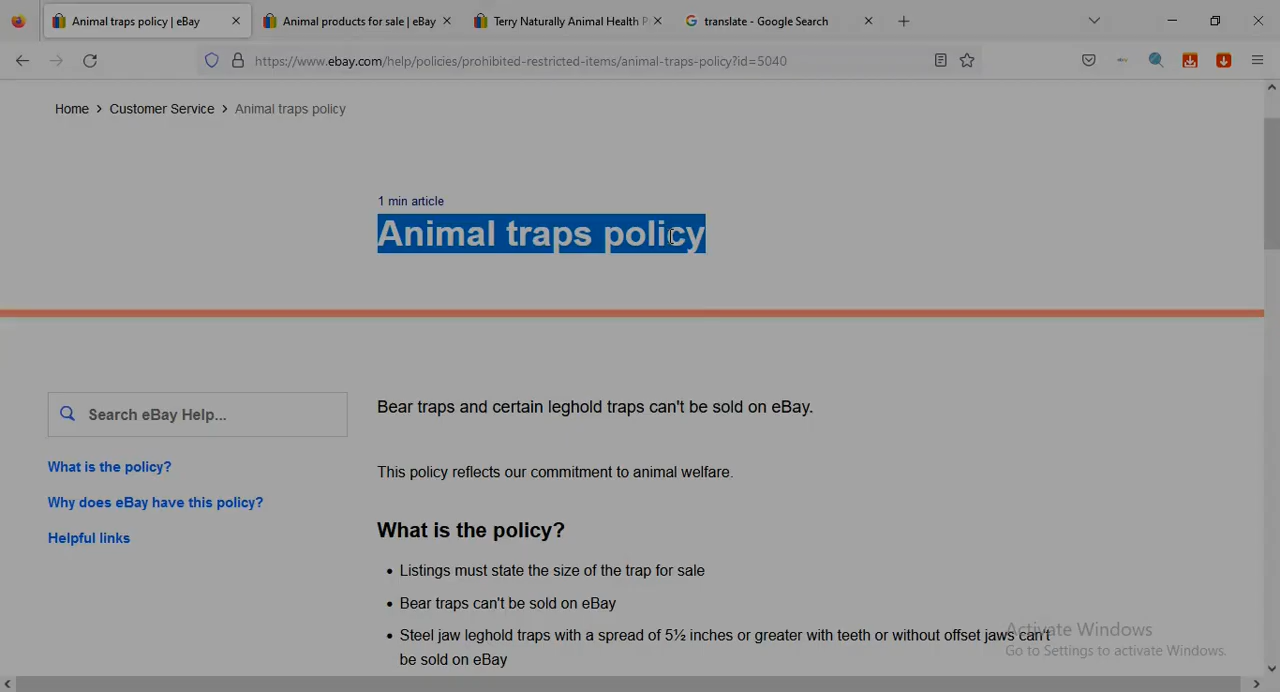 Animal traps policy | eBay
Animal products for sale | eBay
Terry Naturally Animal Health P
translate - Google Search
https://www.ebay.com/help/policies/prohibited-restricted-items/animal-traps-policy?id=5040
Home > Customer Service > Animal traps policy
1 min article
Animal traps policy
Search eBay Help...
What is the policy?
Why does eBay have this policy?
Helpful links
Bear traps and certain leghold traps can't be sold on eBay.
This policy reflects our commitment to animal welfare.
What is the policy?
• Listings must state the size of the trap for sale
• Bear traps can't be sold on eBay
• Steel jaw leghold traps with a spread of 5½ inches or greater with teeth or without offset jaws can't
be sold on eBay
Activate Windows
Go to Settings to activate Windows.